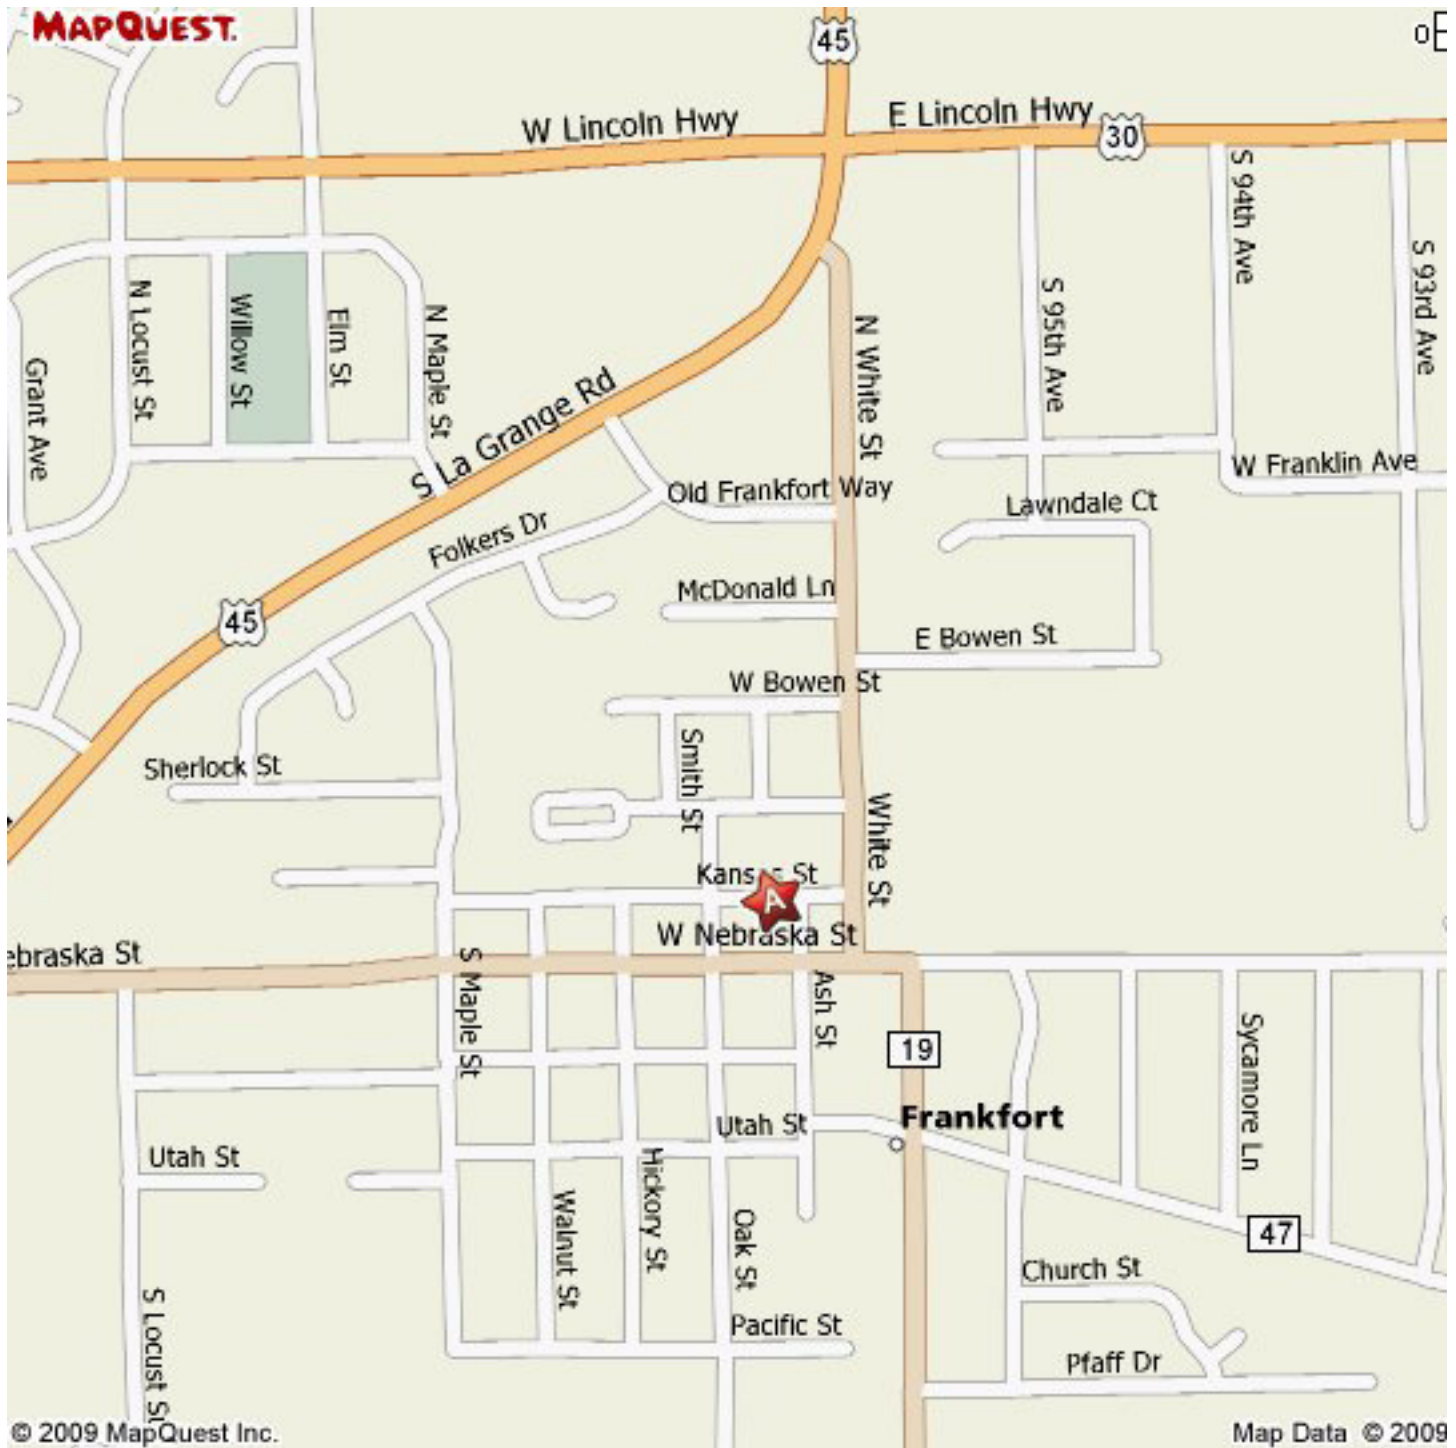 MAPQUEST.
45
0
W Lincoln Hwy
E Lincoln Hwy
30
S 94th Ave
S 93rd Ave
S 95th Ave
N Locust St
Willow St
Elm St
N Maple St
Grant Ave
S La Grange Rd
N White St
W Franklin Ave
Old Frankfort Way
Lawndale Ct
Folkers Dr
McDonald Ln
45
E Bowen St
W Bowen St
Smith St
Sherlock St
White St
Kansas St
A
W Nebraska St
ebraska St
S Maple St
Ash St
19
Sycamore Ln
Frankfort
Utah St
Utah St
Hickory St
Walnut St
Oak St
47
Church St
S Locust St
Pacific St
Pfaff Dr
© 2009 MapQuest Inc.
Map Data © 2009